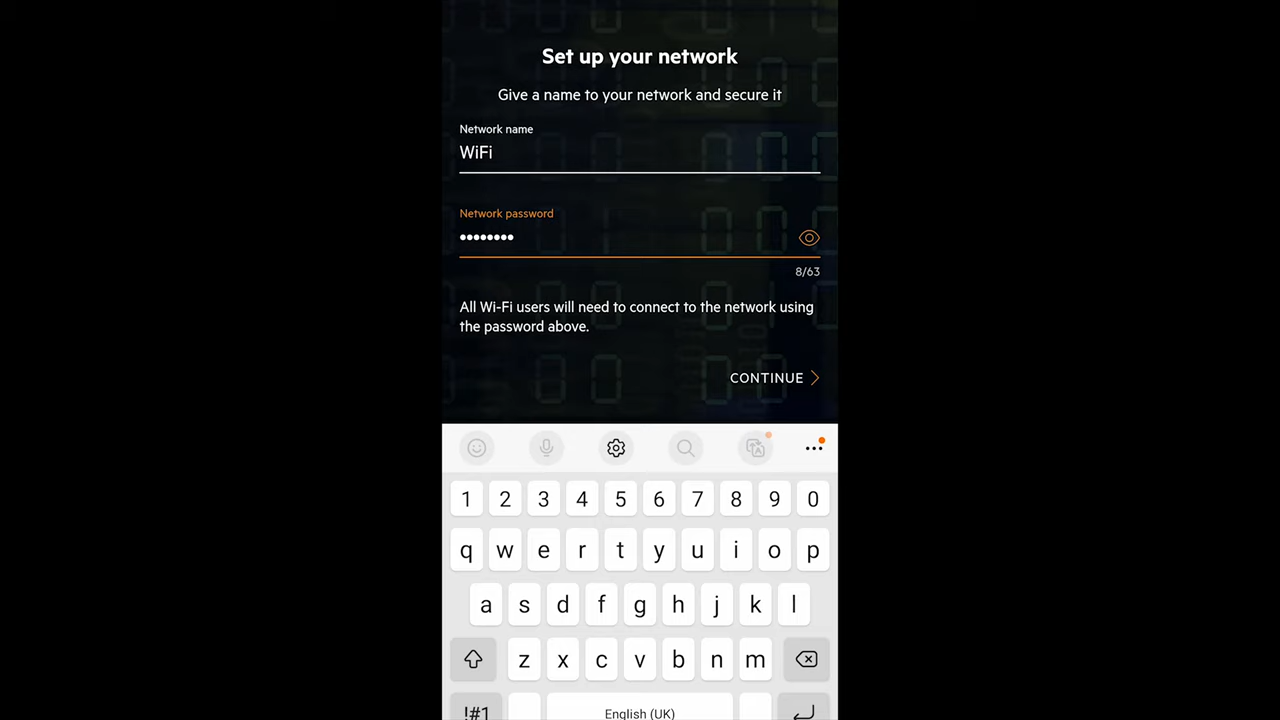 Set up your network
Give a name to your network and secure it
Network name
WiFi
Network password
••••••••
8/63
All Wi-Fi users will need to connect to the network using
the password above.
CONTINUE
1 2 3 4 5 6 7 8 9 0
q w e r t y u i o p
a s d f g h j k l
z x c v b n m
!#1 English (UK)